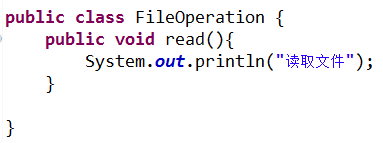 public class FileOperation {
    public void read(){
        System.out.println("读取文件");
    }
}